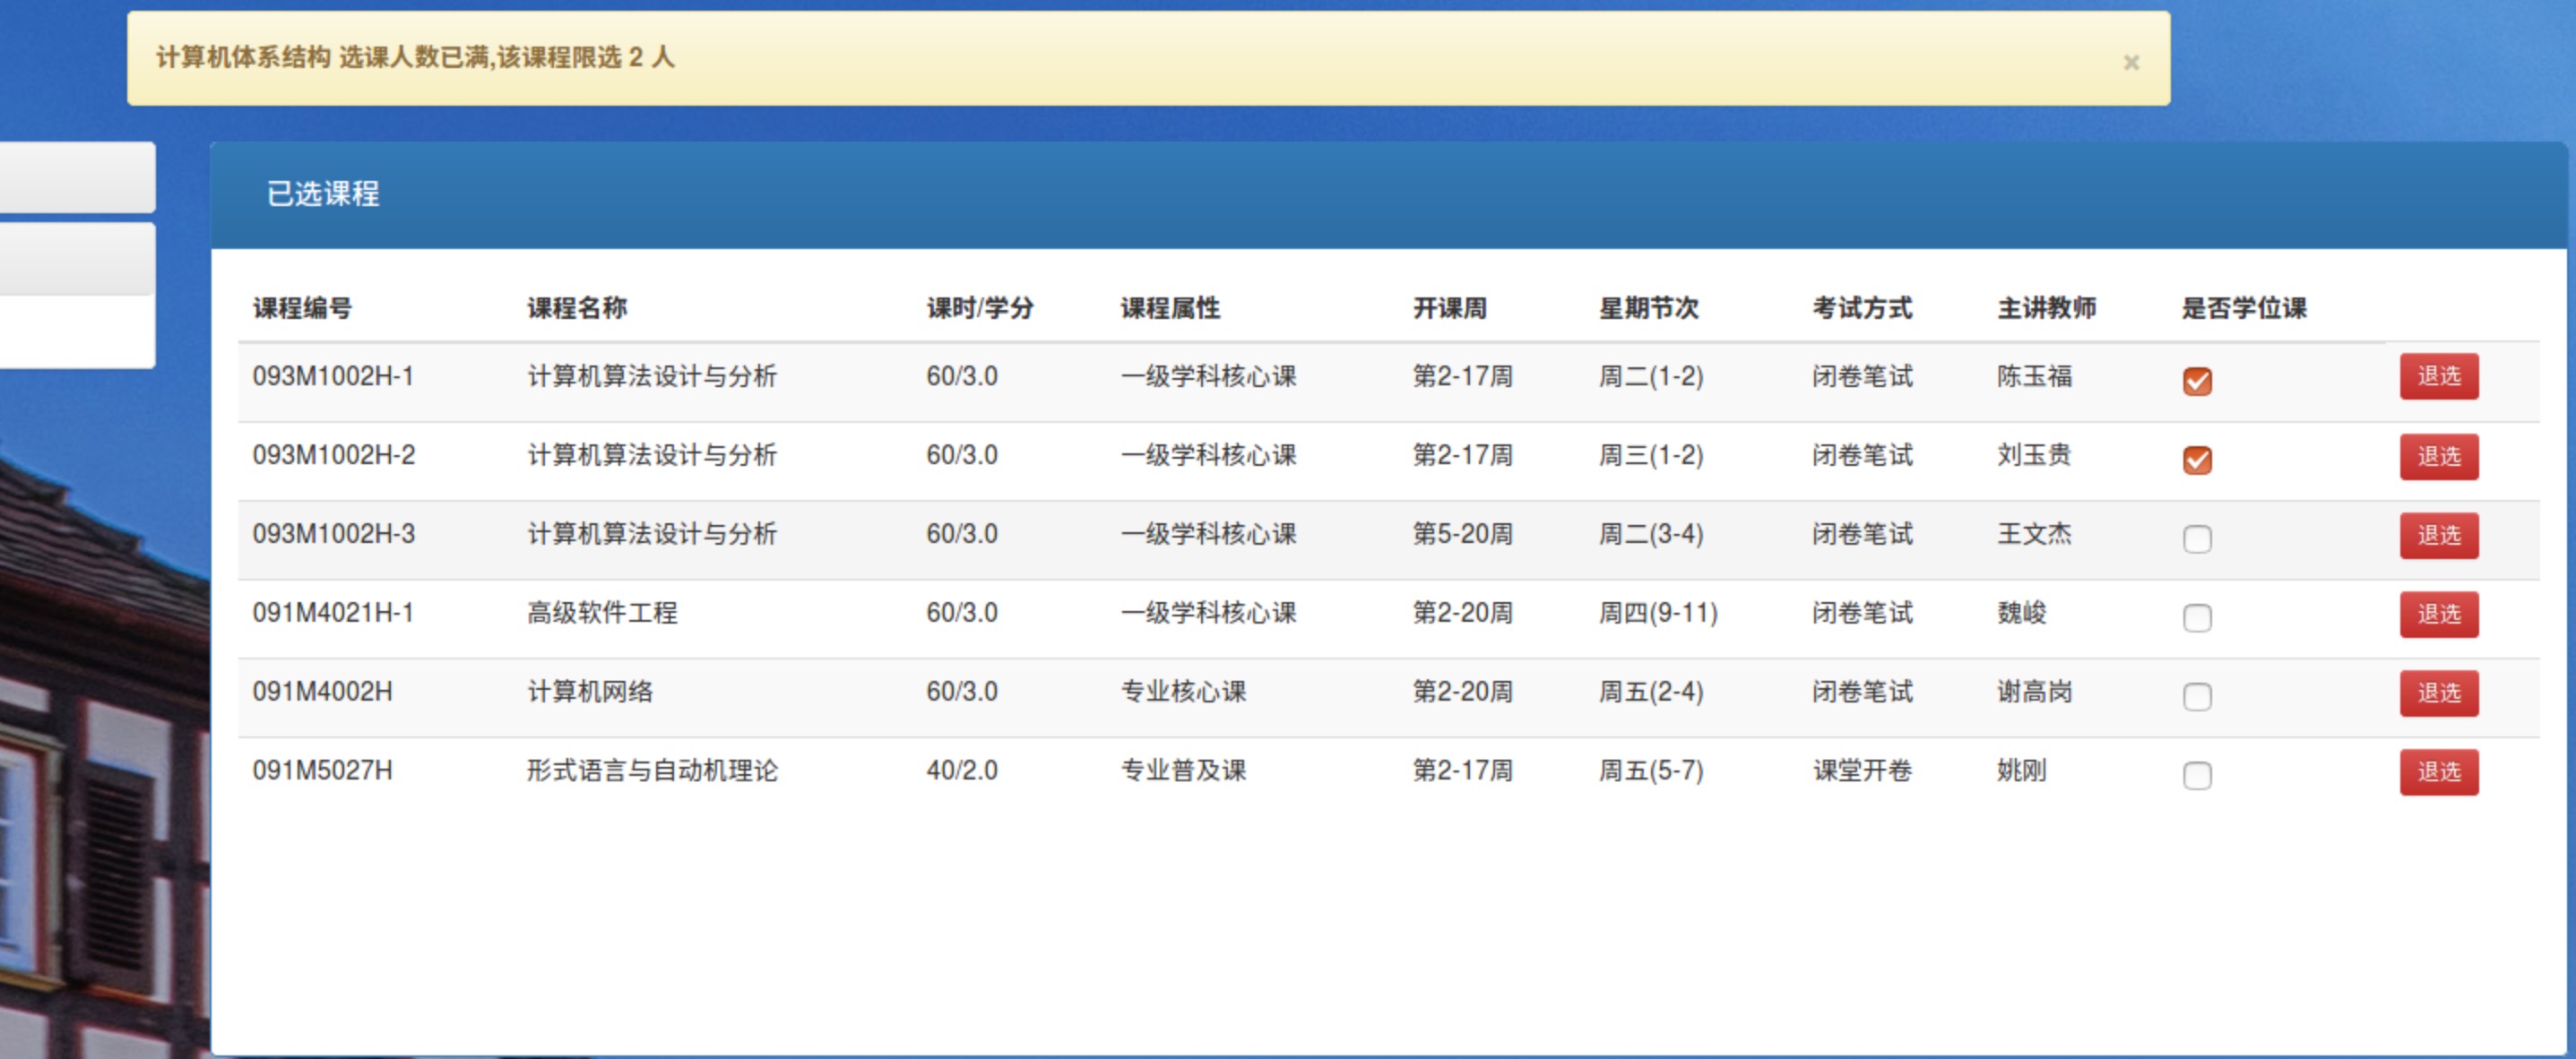 计算机体系结构 选课人数已满,该课程限选 2 人
×
已选课程
课程编号 课程名称 课时/学分 课程属性 开课周 星期节次 考试方式 主讲教师 是否学位课
093M1002H-1 计算机算法设计与分析 60/3.0 一级学科核心课 第2-17周 周二(1-2) 闭卷笔试 陈玉福 退选
093M1002H-2 计算机算法设计与分析 60/3.0 一级学科核心课 第2-17周 周三(1-2) 闭卷笔试 刘玉贵 退选
093M1002H-3 计算机算法设计与分析 60/3.0 一级学科核心课 第5-20周 周二(3-4) 闭卷笔试 王文杰 退选
091M4021H-1 高级软件工程 60/3.0 一级学科核心课 第2-20周 周四(9-11) 闭卷笔试 魏峻 退选
091M4002H 计算机网络 60/3.0 专业核心课 第2-20周 周五(2-4) 闭卷笔试 谢高岗 退选
091M5027H 形式语言与自动机理论 40/2.0 专业普及课 第2-17周 周五(5-7) 课堂开卷 姚刚 退选